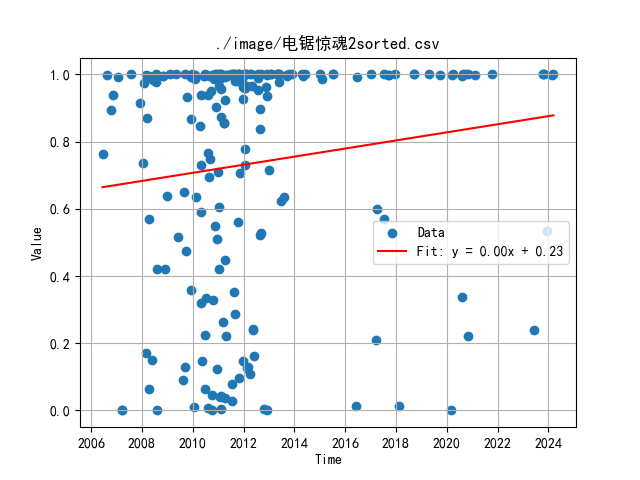 ./image/电锯惊魂2sorted.csv
1.0
0.8
0.6
0.4
0.2
0.0
Value
Data
Fit: y = 0.00x + 0.23
2006 2008 2010 2012 2014 2016 2018 2020 2022 2024
Time